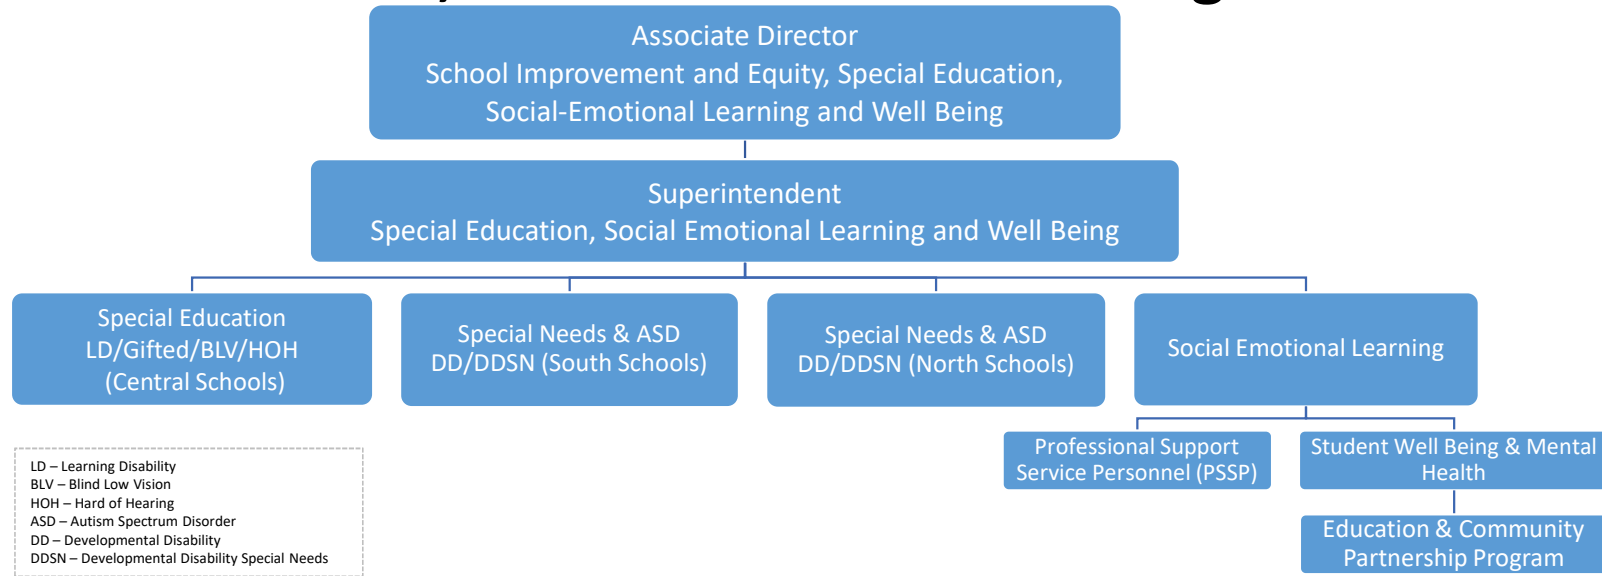 Associate Director
School Improvement and Equity, Special Education,
Social-Emotional Learning and Well Being
Superintendent
Special Education, Social Emotional Learning and Well Being
Special Education
LD/Gifted/BLV/HOH
(Central Schools)
Special Needs & ASD
DD/DDSN (South Schools)
Special Needs & ASD
DD/DDSN (North Schools)
Social Emotional Learning
Professional Support
Service Personnel (PSSP)
Student Well Being & Mental
Health
Education & Community
Partnership Program
LD – Learning Disability
BLV – Blind Low Vision
HOH – Hard of Hearing
ASD – Autism Spectrum Disorder
DD – Developmental Disability
DDSN – Developmental Disability Special Needs